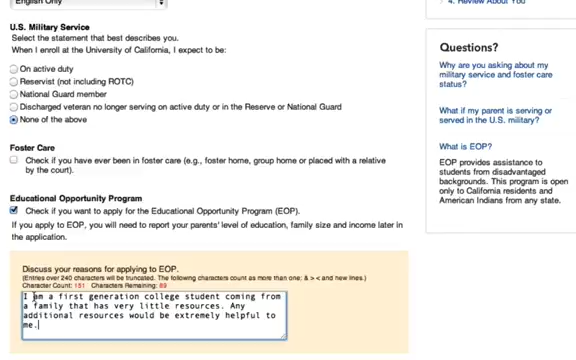 English Only
U.S. Military Service
Select the statement that best describes you.
When I enroll at the University of California, I expect to be:
On active duty
Reservist (not including ROTC)
National Guard member
Discharged veteran no longer serving on active duty or in the Reserve or National Guard
None of the above
Foster Care
Check if you have ever been in foster care (e.g., foster home, group home or placed with a relative
by the court).
Educational Opportunity Program
Check if you want to apply for the Educational Opportunity Program (EOP).
If you apply to EOP, you will need to report your parents' level of education, family size and income later in
the application.
Discuss your reasons for applying to EOP.
(Entries over 240 characters will be truncated. The following characters count as more than one: & > < and new lines.)
Character Count: 151 Characters Remaining: 89
I am a first generation college student coming from
a family that has very little resources. Any
additional resources would be extremely helpful to
me.
4. Review About You
Questions?
Why are you asking about my
military service and foster care
status?
What if my parent is serving or
served in the U.S. military?
What is EOP?
EOP provides assistance to
students from disadvantaged
backgrounds. This program is open
only to California residents and
American Indians from any state.